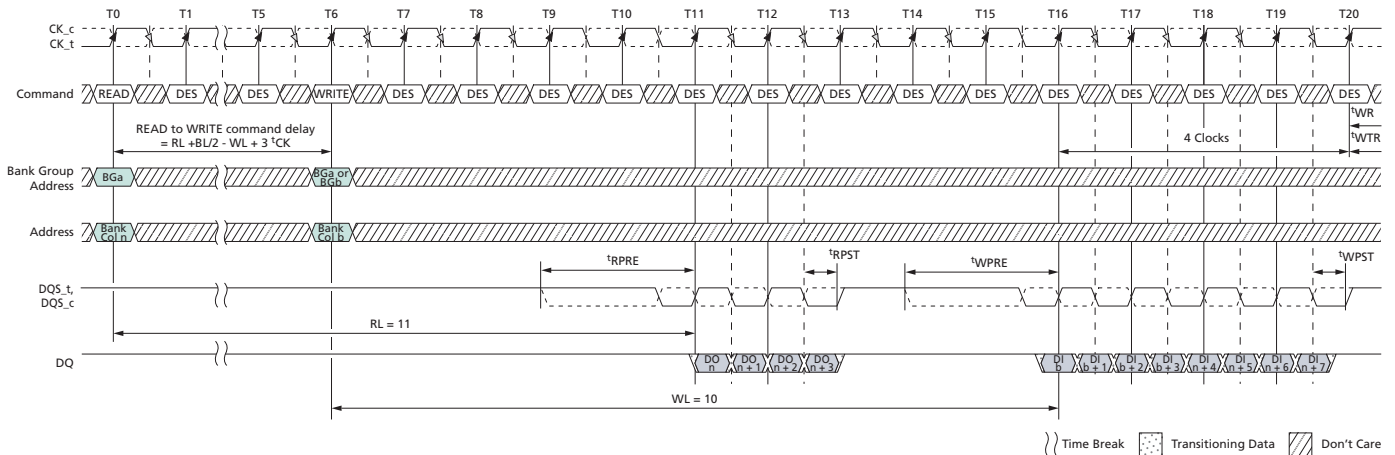 T0 T1 T5 T6 T7 T8 T9 T10 T11 T12 T13 T14 T15 T16 T17 T18 T19 T20
CK_c
CK_t
Command READ DES DES WRITE DES DES DES DES DES DES DES DES DES DES DES DES DES DES
tWR
READ to WRITE command delay
= RL +BL/2 - WL + 3 tCK
4 Clocks
tWTR
Bank Group
Address
BGa
BGa or
BGb
Address
Bank
Col n
Bank
Col b
tRPRE
tRPST
tWPRE
tWPST
DQS_t,
DQS_c
RL = 11
DQ
DO
n
DO
n + 1
DO
n + 2
DO
n + 3
DI
b
DI
b + 1
DI
b + 2
DI
b + 3
DI
n + 4
DI
n + 5
DI
n + 6
DI
n + 7
WL = 10
Time Break Transitioning Data Don't Care